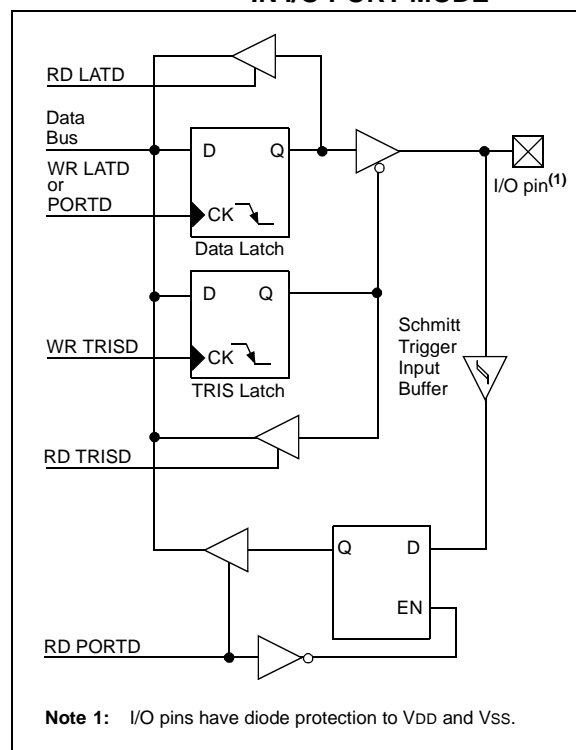 IN I/O PORT MODE
RD LATD
Data
Bus
D Q
WR LATD
or
PORTD
CK
Data Latch
I/O pin(1)
D Q
WR TRISD
CK
TRIS Latch
Schmitt
Trigger
Input
Buffer
RD TRISD
Q D
EN
RD PORTD
Note 1: I/O pins have diode protection to VDD and VSS.